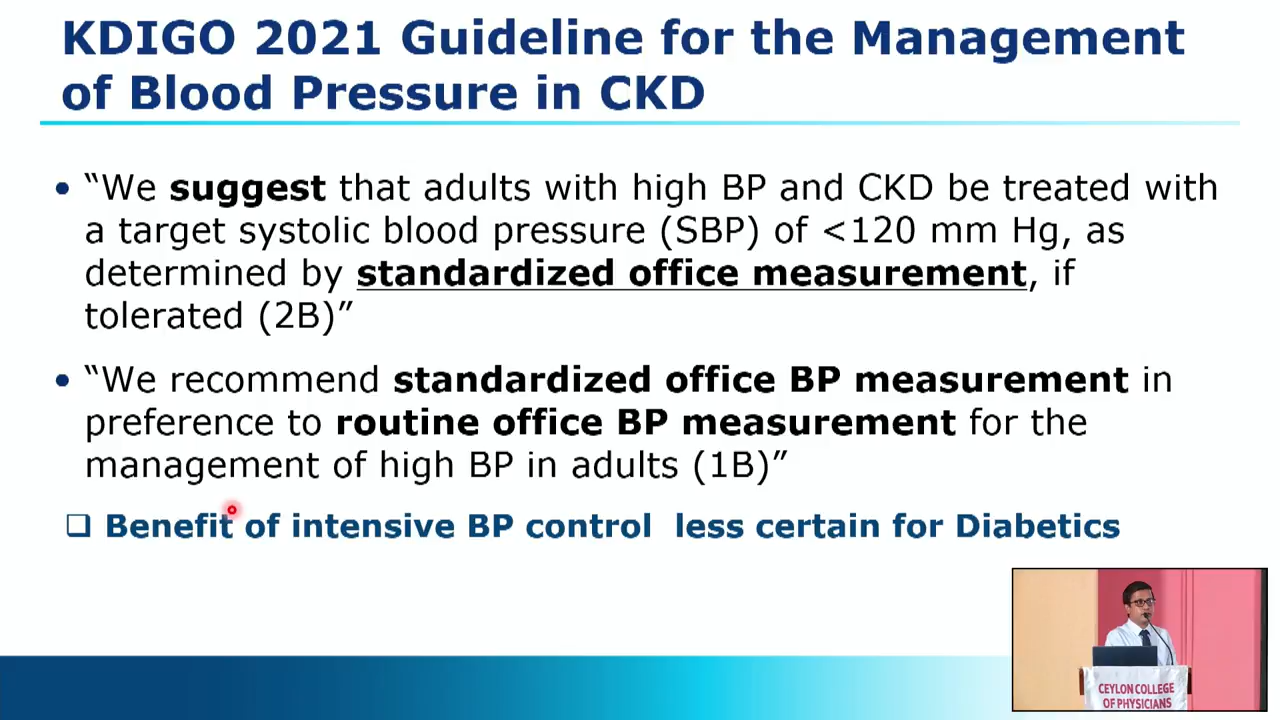 KDIGO 2021 Guideline for the Management
of Blood Pressure in CKD
• “We suggest that adults with high BP and CKD be treated with
a target systolic blood pressure (SBP) of <120 mm Hg, as
determined by standardized office measurement, if
tolerated (2B)”
• “We recommend standardized office BP measurement in
preference to routine office BP measurement for the
management of high BP in adults (1B)”
❑ Benefit of intensive BP control  less certain for Diabetics
CEYLON COLLEGE
OF PHYSICIANS